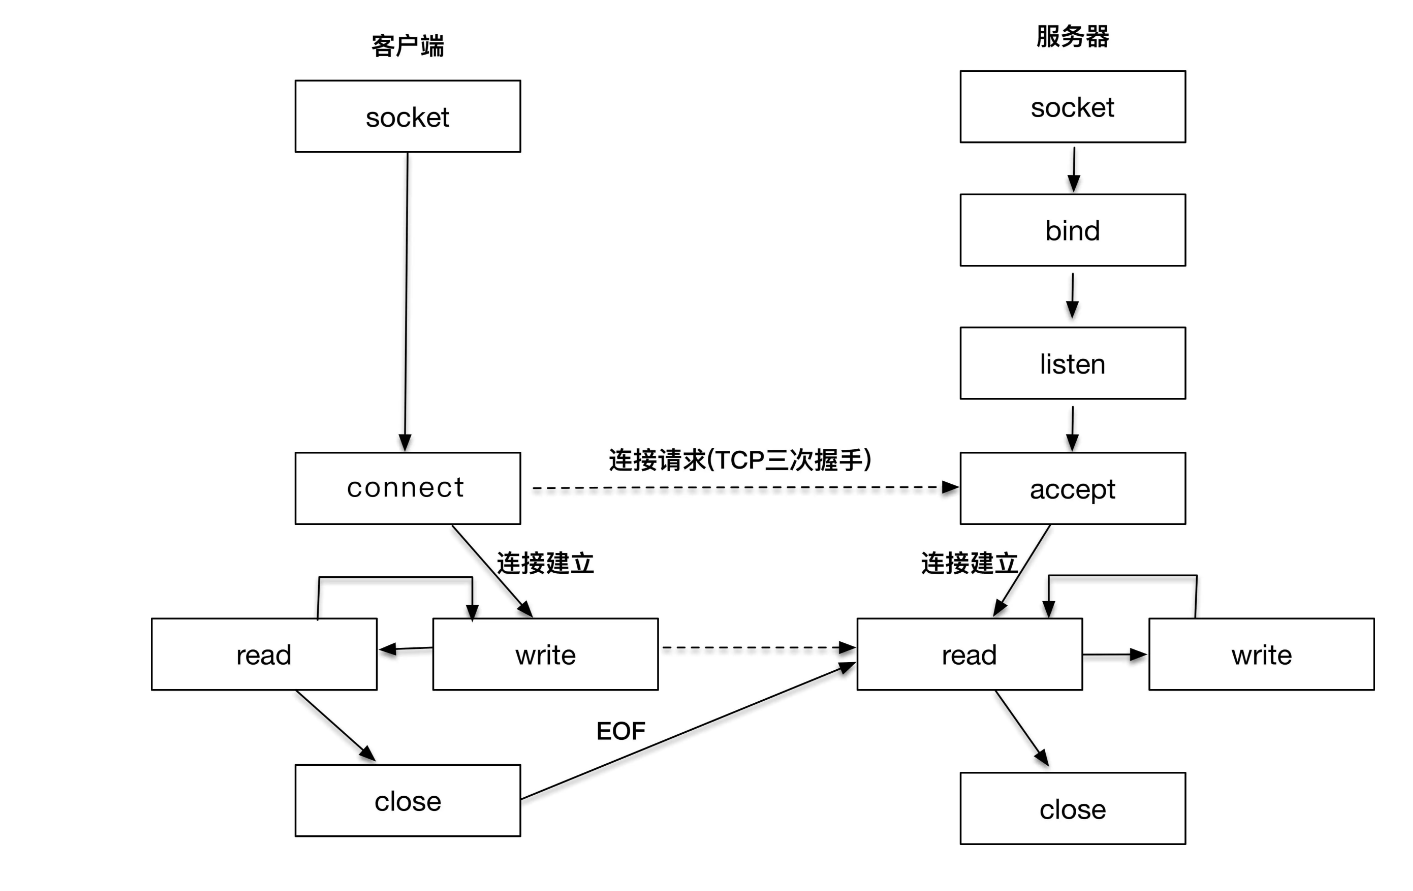 客户端
服务器
socket
socket
bind
listen
连接请求(TCP三次握手)
connect
accept
连接建立
连接建立
read
write
read
write
EOF
close
close